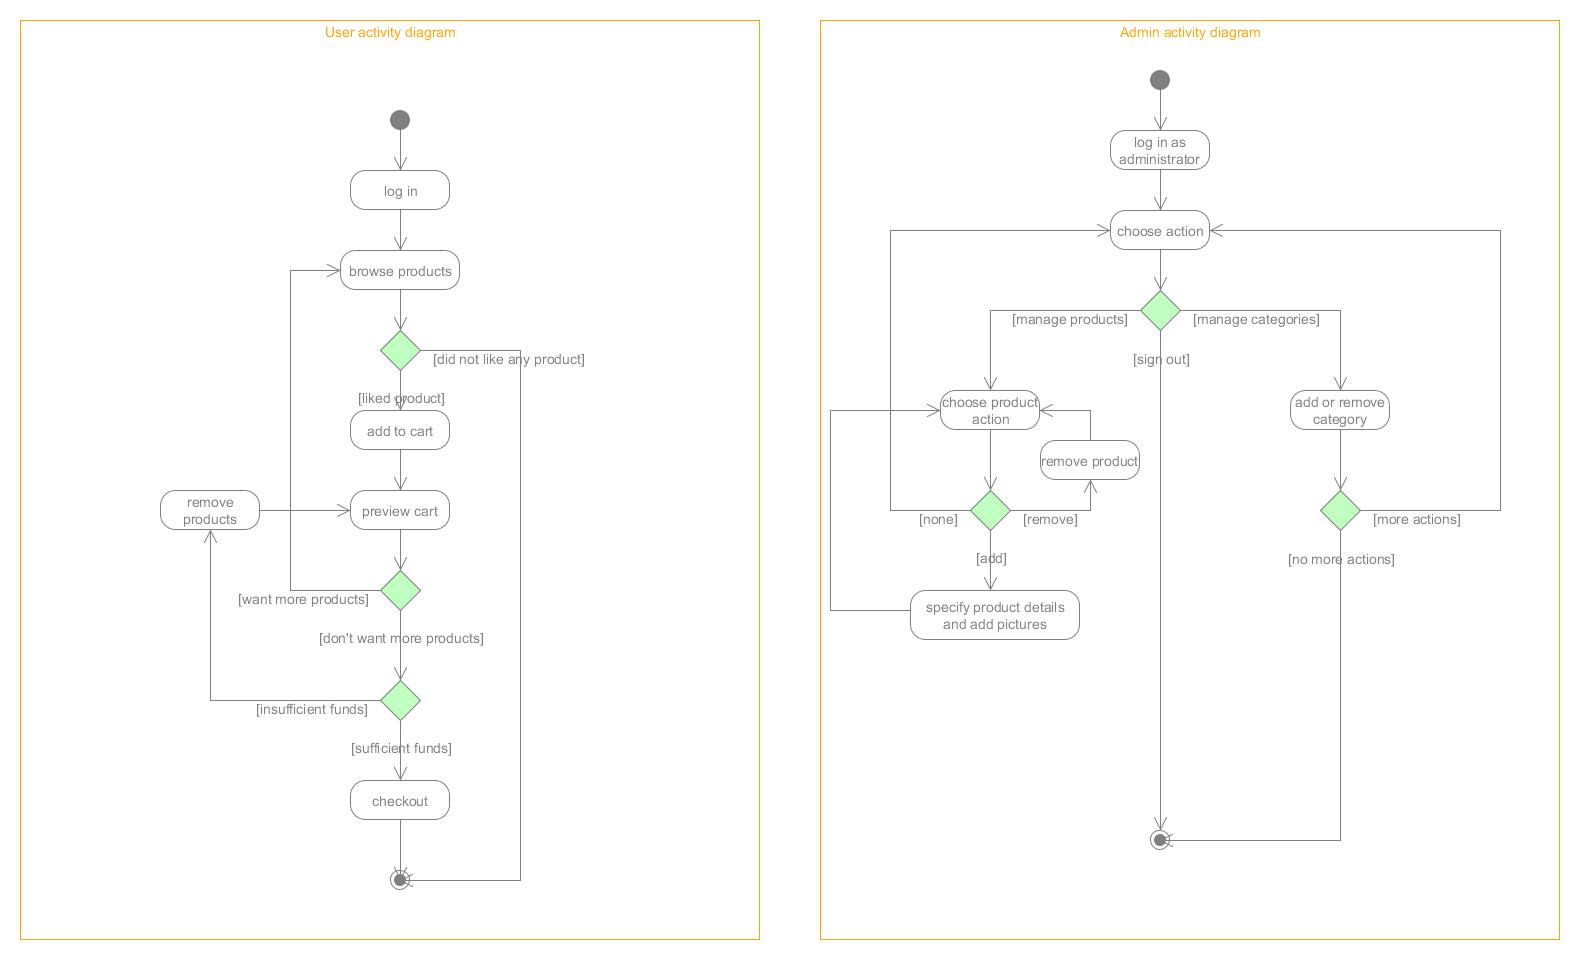 User activity diagram
log in
browse products
[did not like any product]
[liked product]
add to cart
remove
products
preview cart
[want more products]
[don't want more products]
[insufficient funds]
[sufficient funds]
checkout
Admin activity diagram
log in as
administrator
choose action
[manage products]
[manage categories]
[sign out]
choose product
action
add or remove
category
remove product
[none]
[remove]
[more actions]
[add]
[no more actions]
specify product details
and add pictures